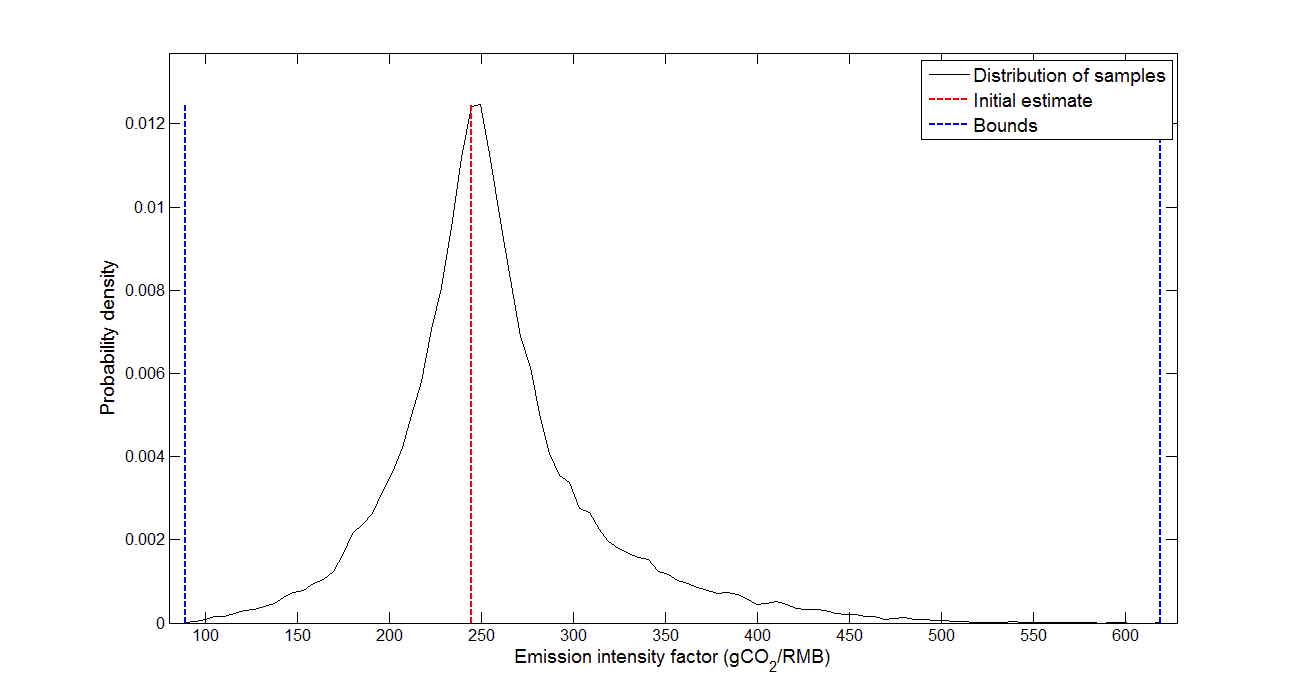 Distribution of samples
Initial estimate
Bounds
0.012
0.01
0.008
0.006
0.004
0.002
0
Probability density
100 150 200 250 300 350 400 450 500 550 600
Emission intensity factor (gCO₂/RMB)